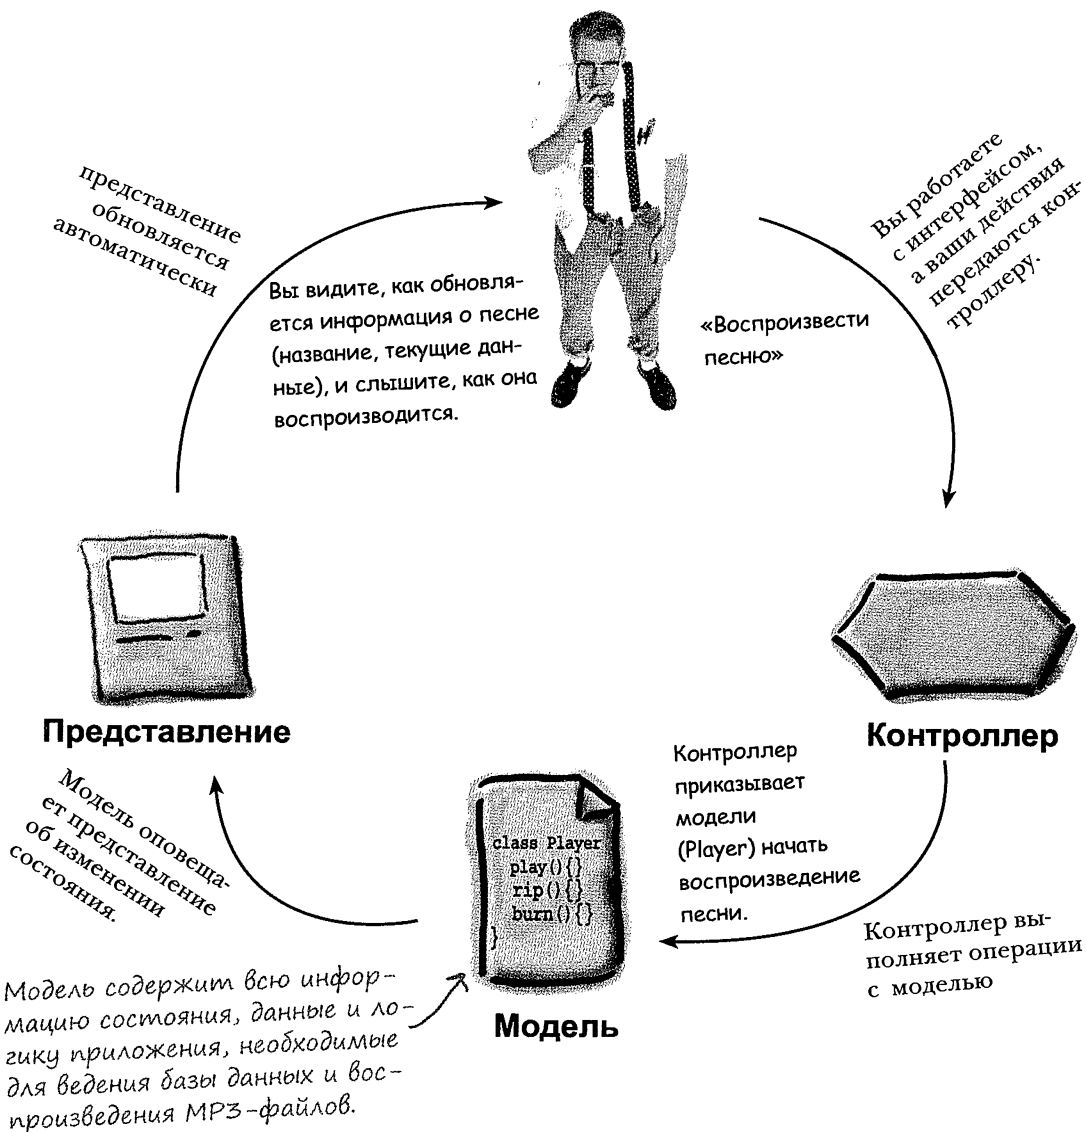 представление
обновляется
автоматически
Вы видите, как обновля-
ется информация о песне
(название, текущие дан-
ные), и слышите, как она
воспроизводится.
«Воспроизвести
песню»
Вы работаете
с интерфейсом,
а ваши действия
передаются кон-
троллеру.
Представление
Контроллер
Модель оповеща-
ет представление
об изменении
состояния.
class Player
play(){}
rip(){}
burn(){}
}
Контроллер
приказывает
модели
(Player) начать
воспроизведение
песни.
Контроллер вы-
полняет операции
с моделью
Модель
Модель содержит всю инфор-
мацию состояния, данные и ло-
гику приложения, необходимые
для ведения базы данных и вос-
произведения MP3-файлов.